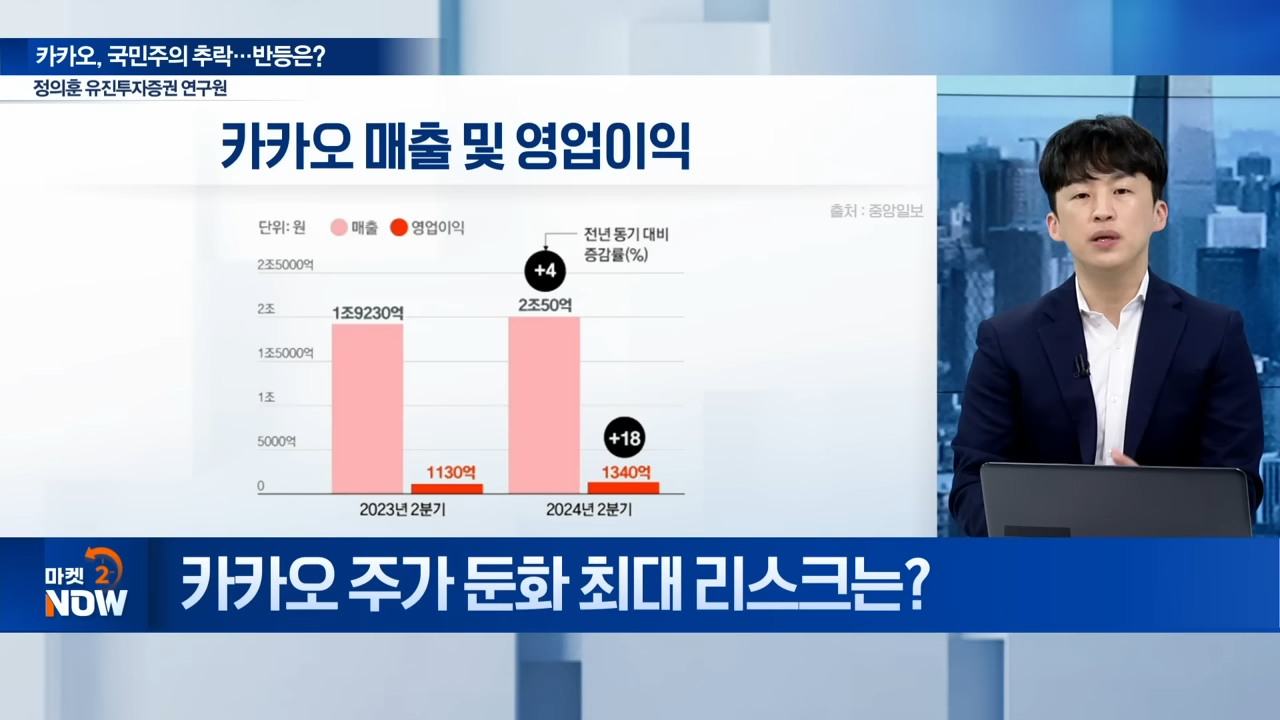 카카오, 국민주의 추락…반등은?
정의훈 유진투자증권 연구원
카카오 매출 및 영업이익
출처 : 중앙일보
단위: 원 매출 영업이익
전년 동기 대비
증감률(%)
2조5000억
+4
2조
1조9230억
2조50억
1조5000억
1조
5000억
+18
1130억
1340억
0
2023년 2분기
2024년 2분기
마켓 2
NOW
카카오 주가 둔화 최대 리스크는?